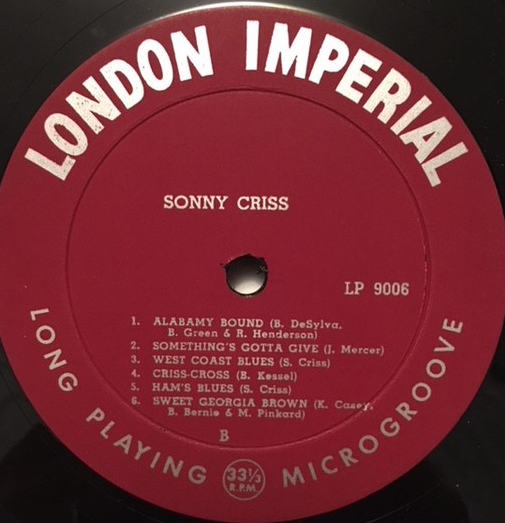 LONDON IMPERIAL
SONNY CRISS
LP 9006
1. ALABAMY BOUND (B. DeSylva,
B. Green & R. Henderson)
2. SOMETHING'S GOTTA GIVE (J. Mercer)
3. WEST COAST BLUES (S. Criss)
4. CRISS-CROSS (B. Kessel)
5. HAM'S BLUES (S. Criss)
6. SWEET GEORGIA BROWN (K. Casey,
B. Bernie & M. Pinkard)
B
LONG PLAYING 33⅓ R.P.M. MICROGROOVE